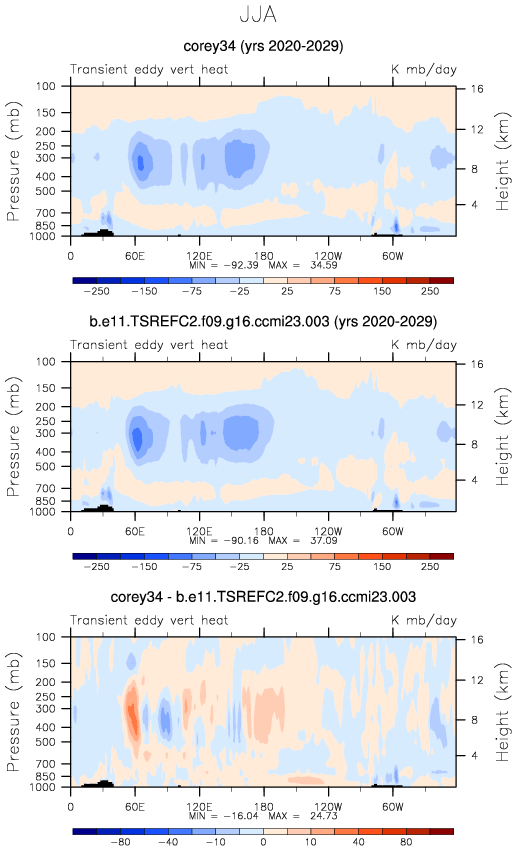 JJA
corey34 (yrs 2020-2029)
Transient eddy vert heat K mb/day
100
150
200
250
300
400
500
700
850
1000
Pressure (mb)
16
12
8
4
Height (km)
0 60E 120E 180 120W 60W
MIN = -92.39 MAX = 34.59
-250 -150 -75 -25 25 75 150 250
b.e11.TSREFC2.f09.g16.ccmi23.003 (yrs 2020-2029)
Transient eddy vert heat K mb/day
100
150
200
250
300
400
500
700
850
1000
Pressure (mb)
16
12
8
4
Height (km)
0 60E 120E 180 120W 60W
MIN = -90.16 MAX = 37.09
-250 -150 -75 -25 25 75 150 250
corey34 - b.e11.TSREFC2.f09.g16.ccmi23.003
Transient eddy vert heat K mb/day
100
150
200
250
300
400
500
700
850
1000
Pressure (mb)
16
12
8
4
Height (km)
0 60E 120E 180 120W 60W
MIN = -16.04 MAX = 24.73
-80 -40 -10 0 10 40 80